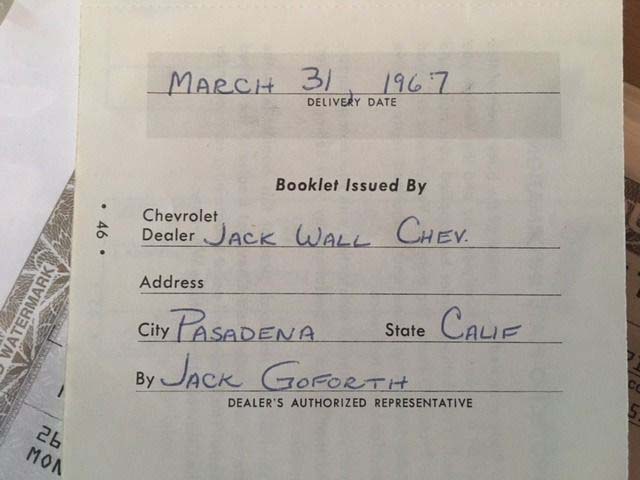 MARCH 31, 1967
DELIVERY DATE
Booklet Issued By
Chevrolet
Dealer JACK WALL CHEV.
Address
City PASADENA State CALIF
By JACK GOFORTH
DEALER'S AUTHORIZED REPRESENTATIVE
• 46 •
WATERMARK
26
MON